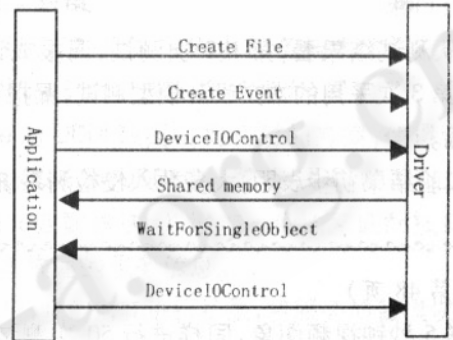 Create File
Create Event
Application
DeviceIOControl
Driver
Shared memory
WaitForSingleObject
DeviceIOControl